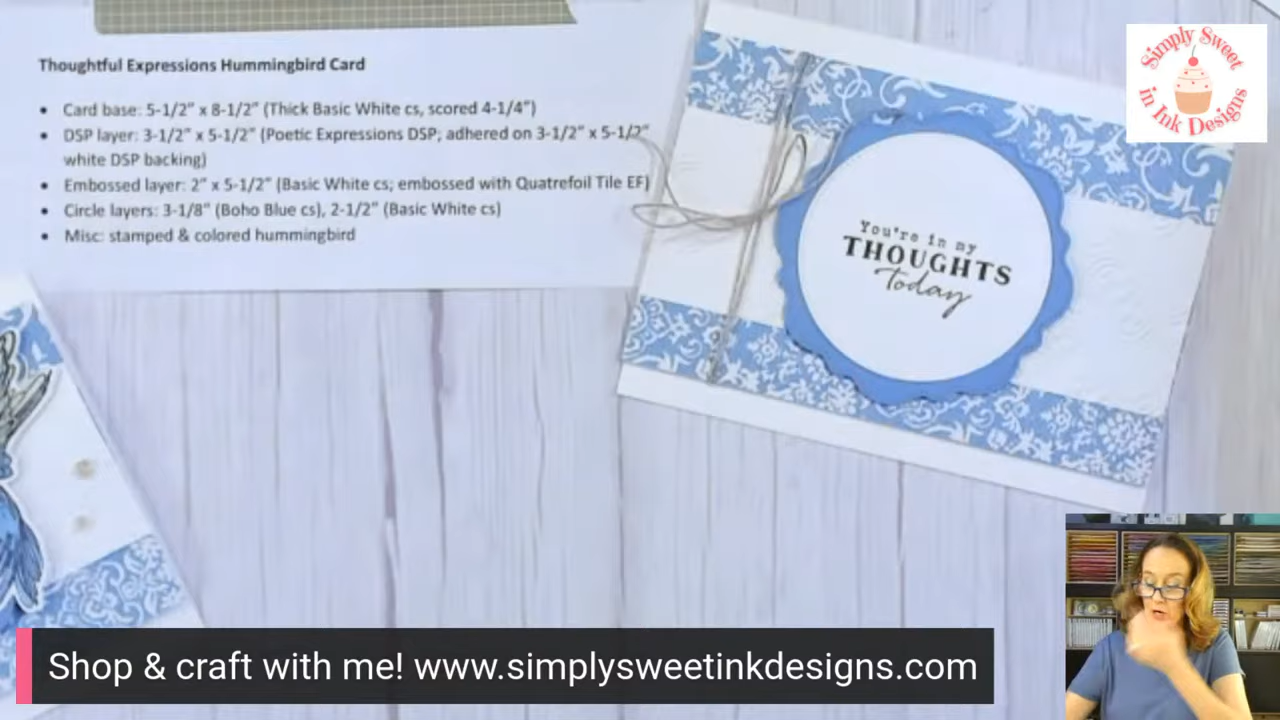 Thoughtful Expressions Hummingbird Card
• Card base: 5-1/2" x 8-1/2" (Thick Basic White cs, scored 4-1/4")
• DSP layer: 3-1/2" x 5-1/2" (Poetic Expressions DSP; adhered on 3-1/2" x 5-1/2"
white DSP backing)
• Embossed layer: 2" x 5-1/2" (Basic White cs; embossed with Quatrefoil Tile EF)
• Circle layers: 3-1/8" (Boho Blue cs), 2-1/2" (Basic White cs)
• Misc: stamped & colored hummingbird
Simply Sweet
in Ink Designs
You're in my
THOUGHTS
Today
Shop & craft with me! www.simplysweetinkdesigns.com